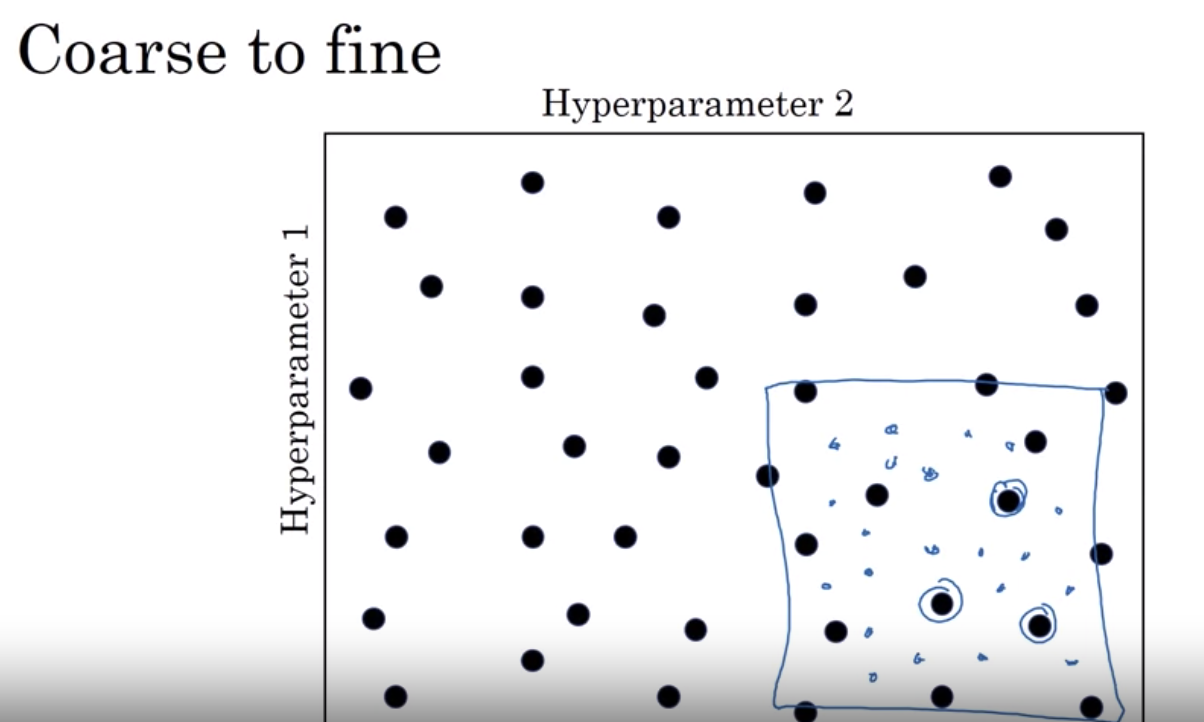 Coarse to fine
Hyperparameter 2
Hyperparameter 1